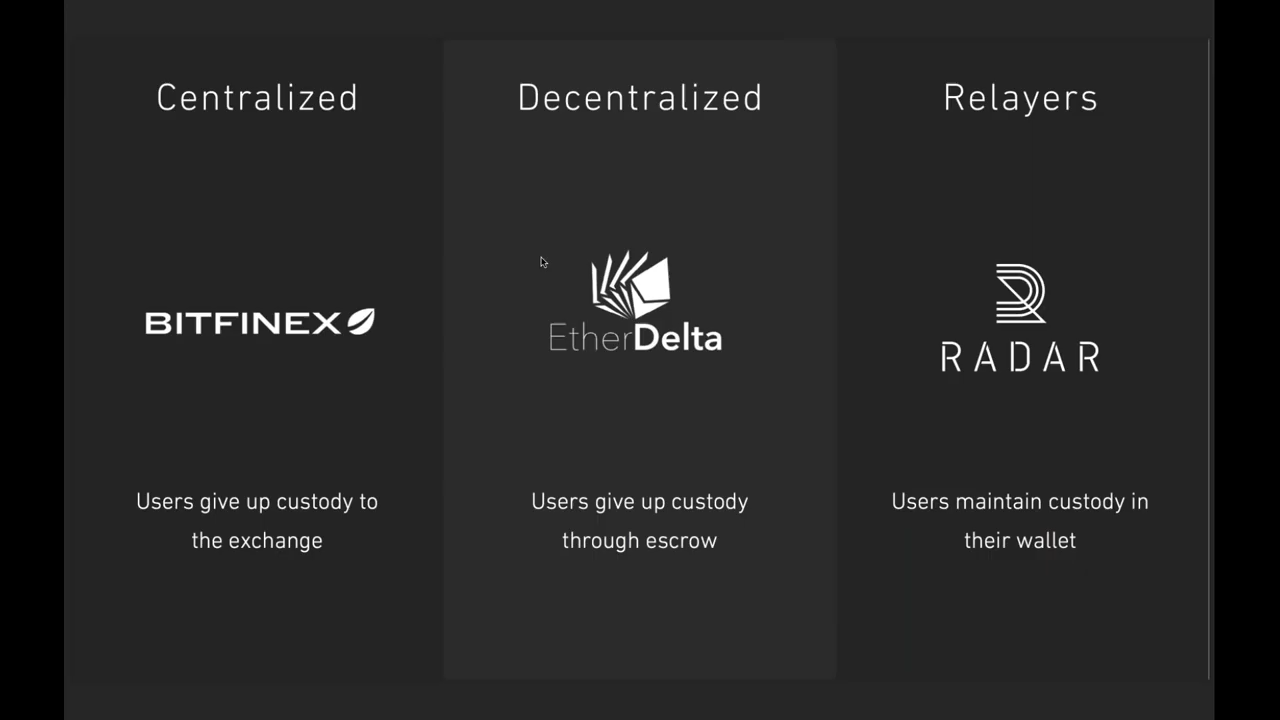 Centralized
BITFINEX
Users give up custody to
the exchange
Decentralized
EtherDelta
Users give up custody
through escrow
Relayers
RADAR
Users maintain custody in
their wallet